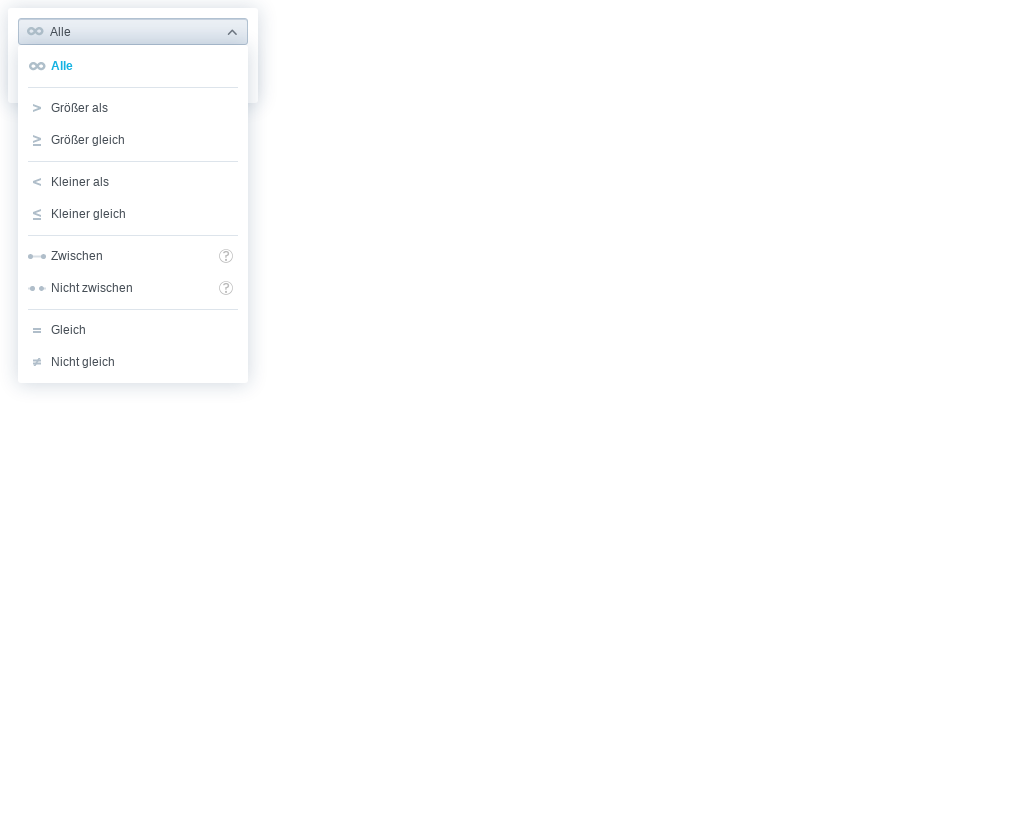 Alle
Alle
> Größer als
≥ Größer gleich
< Kleiner als
≤ Kleiner gleich
Zwischen ?
Nicht zwischen ?
= Gleich
≠ Nicht gleich